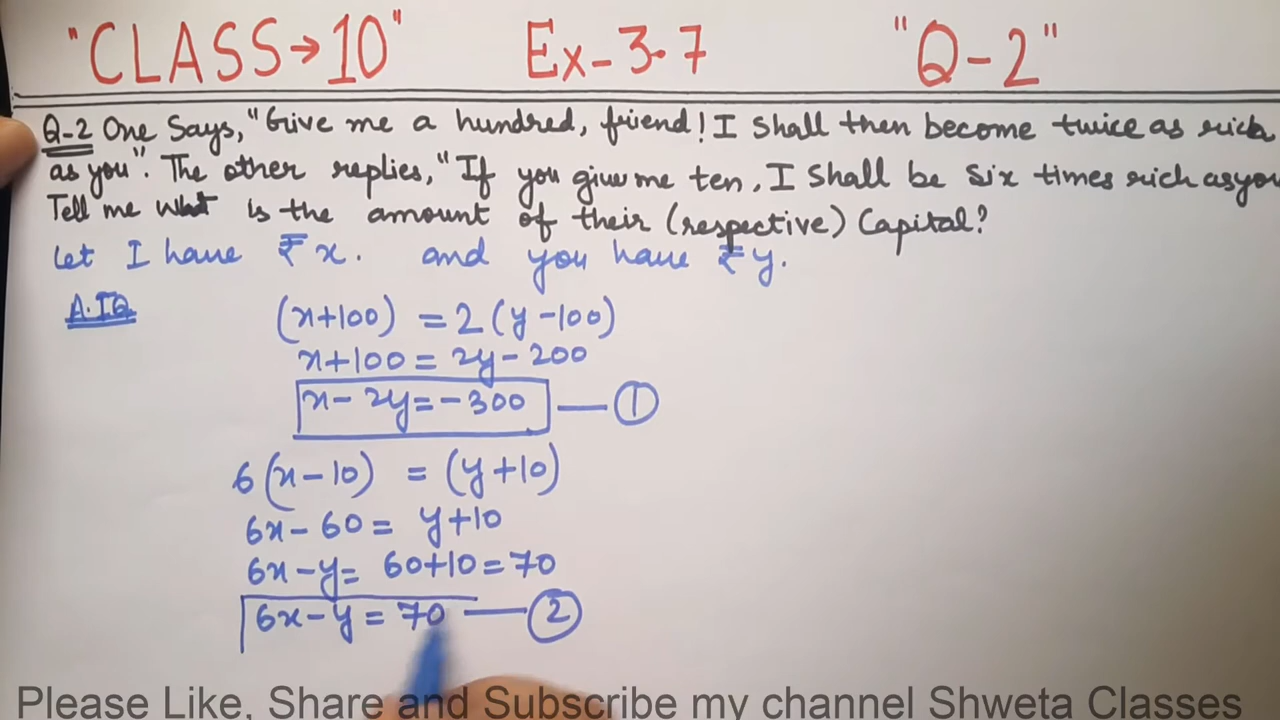 "CLASS→10" Ex-3.7 "Q-2"
Q-2 One Says, "Give me a hundred, friend! I Shall then become twice as rich
as you". The other replies, "If you give me ten, I Shall be Six times rich as you
Tell me what is the amount of their (respective) Capital?
Let I have ₹ x. and you have ₹ y.
A.T.Q
(x+100) = 2(y-100)
x+100 = 2y-200
x-2y=-300 — ①
6(x-10) = (y+10)
6x-60 = y+10
6x-y= 60+10=70
6x-y=70 — ②
Please Like, Share and Subscribe my channel Shweta Classes